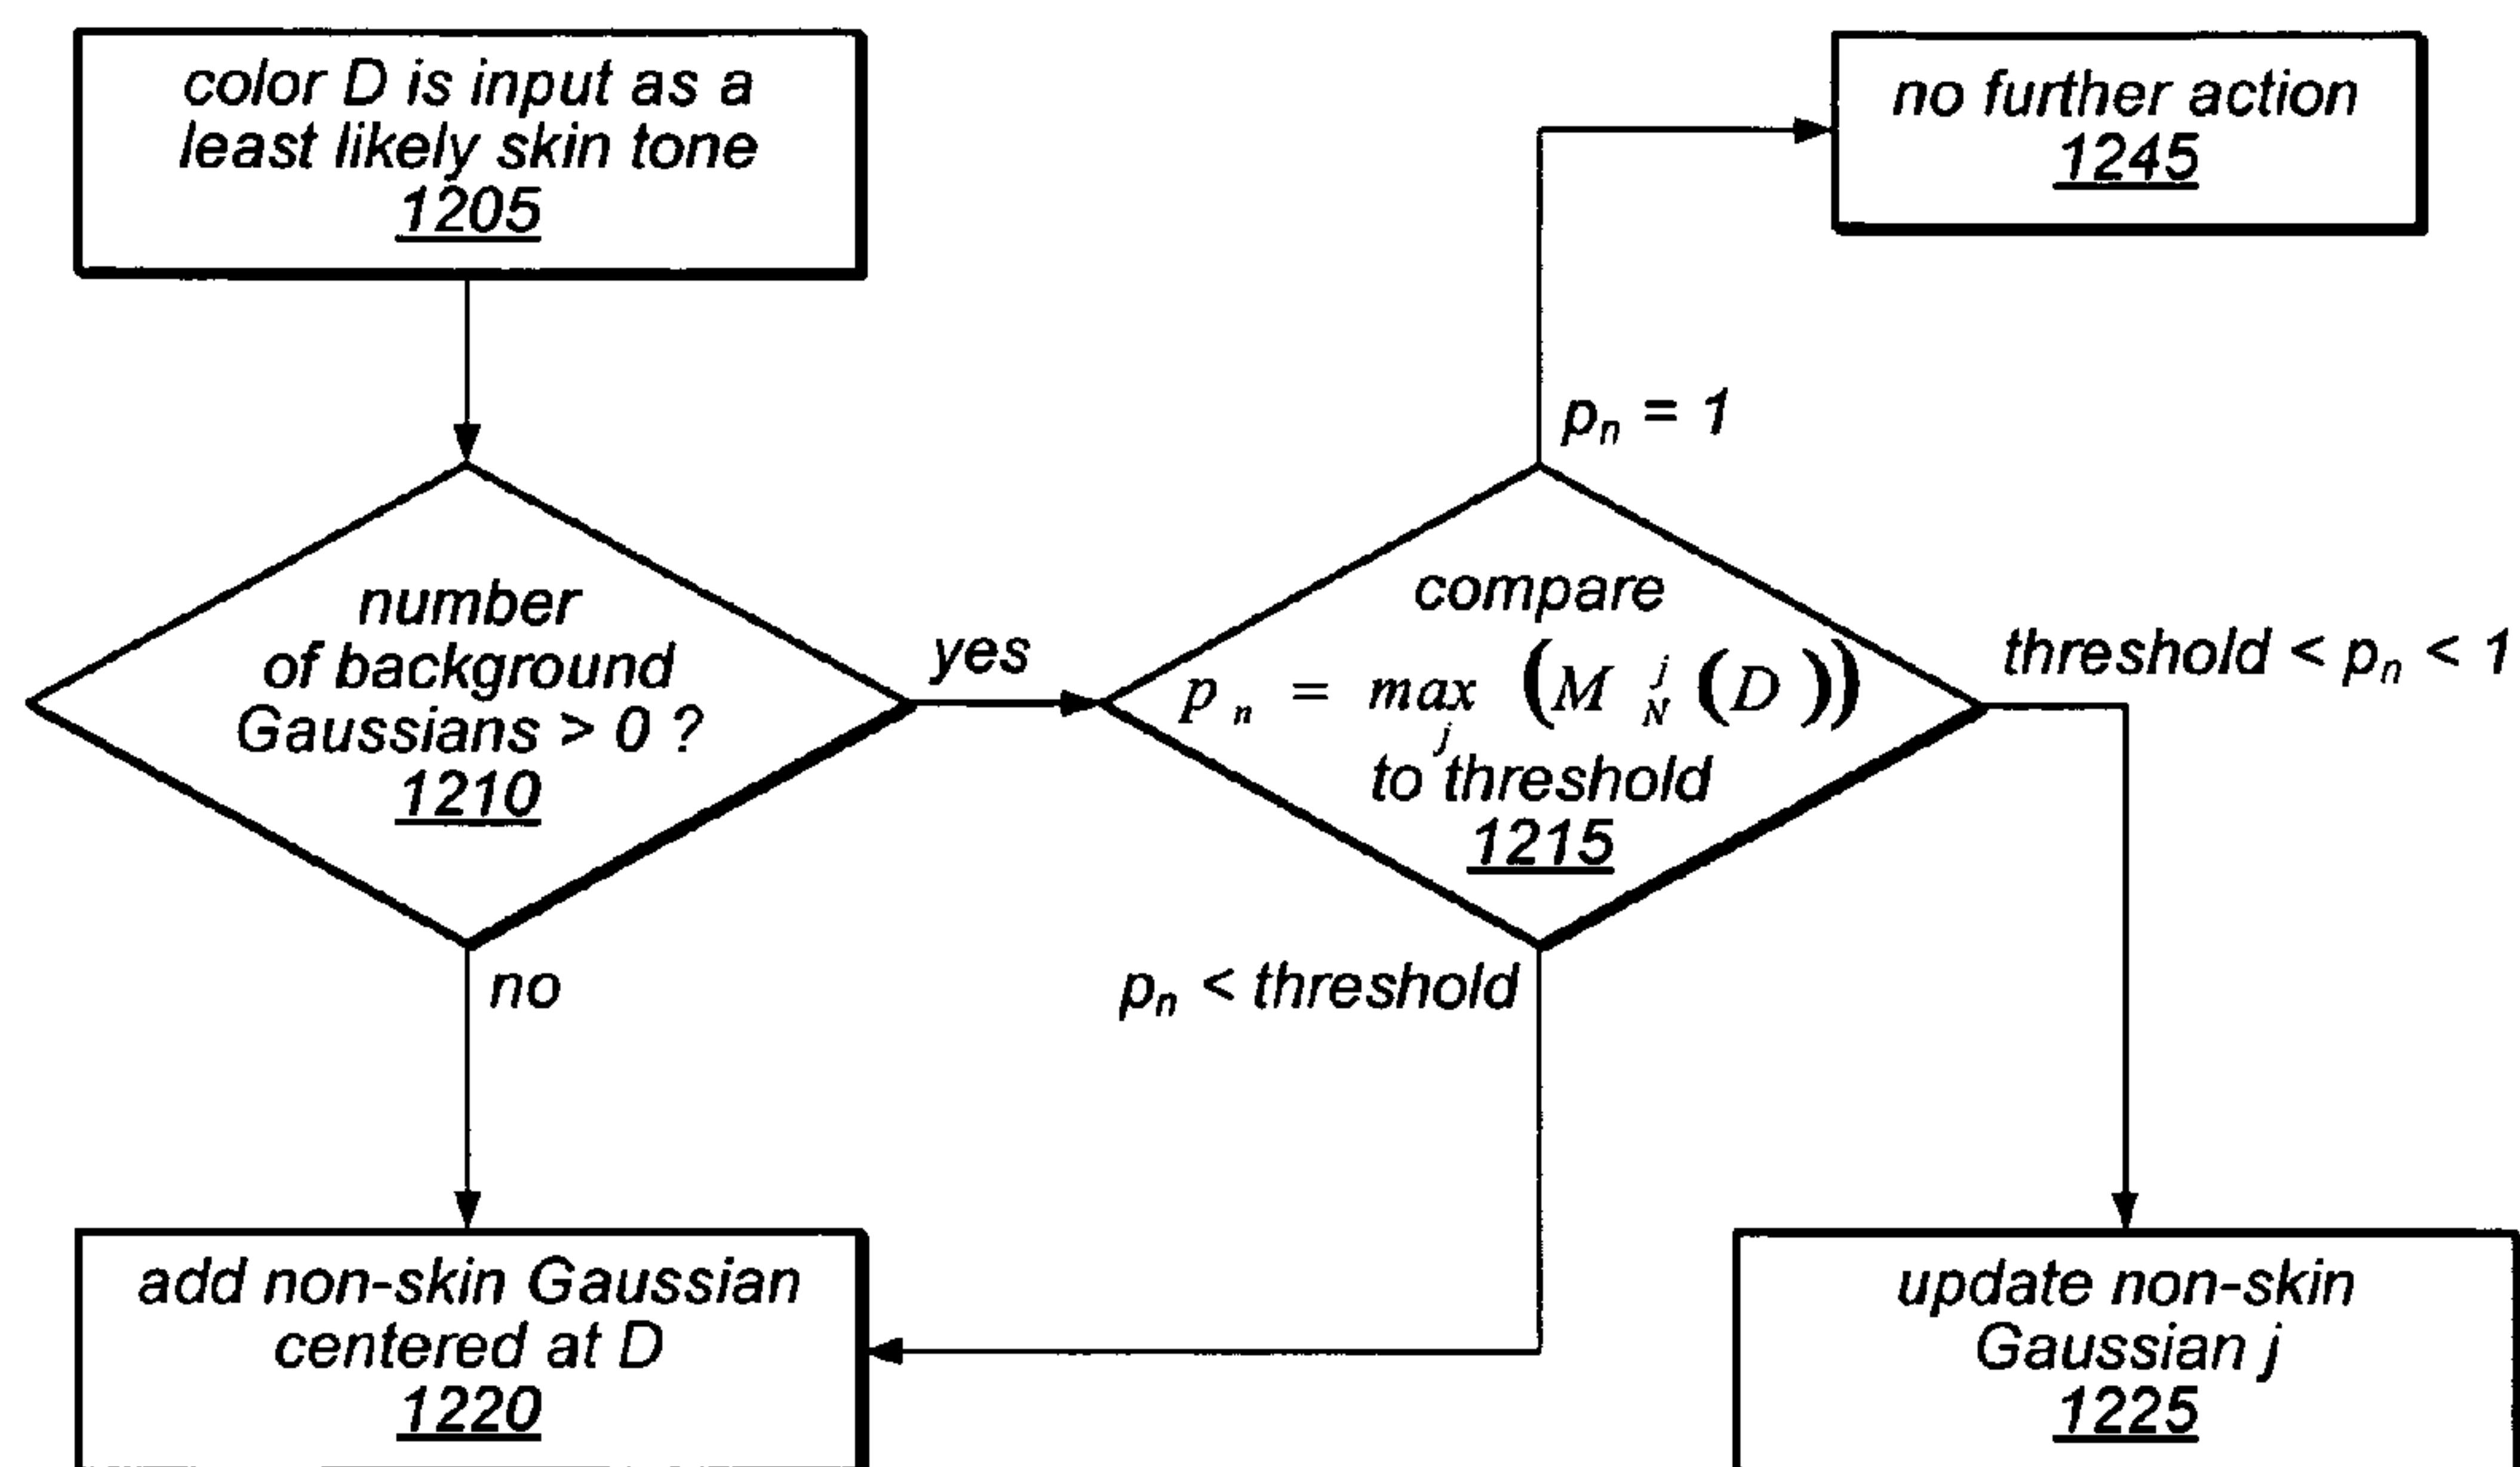 color D is input as a
least likely skin tone
1205
no further action
1245
p_n = 1
number
of background
Gaussians > 0 ?
1210
yes
compare
p_n = max_j (M_N^j (D))
to threshold
1215
threshold < p_n < 1
no
p_n < threshold
add non-skin Gaussian
centered at D
1220
update non-skin
Gaussian j
1225